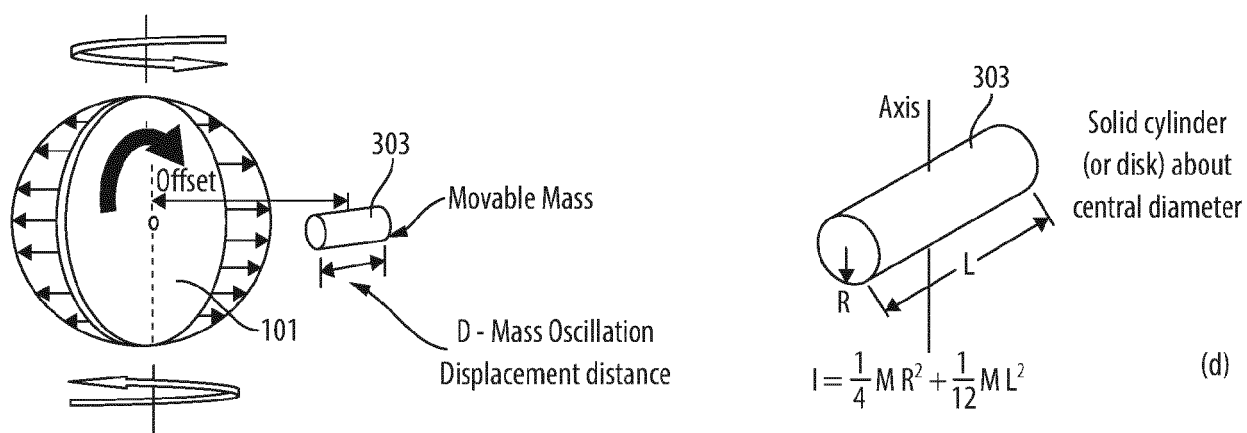 Offset
O
303
Movable Mass
101
D - Mass Oscillation
Displacement distance
Axis
303
Solid cylinder
(or disk) about
central diameter
R
L
I = 1/4 M R² + 1/12 M L²
(d)